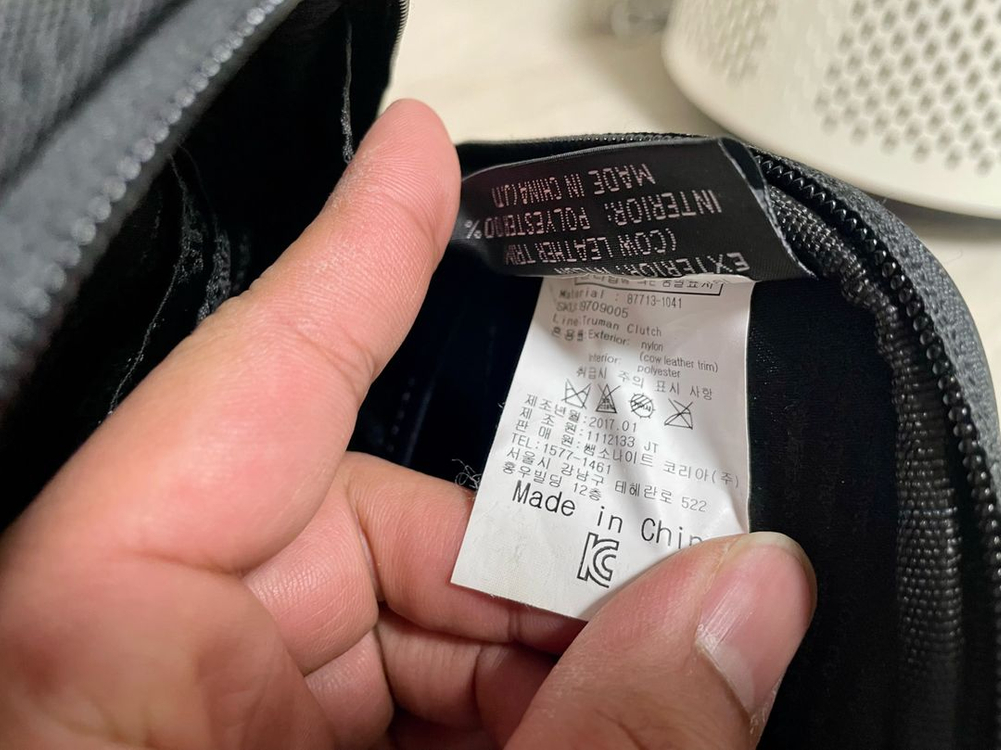 EXTERIOR: NYLON
(COW LEATHER TRIM
INTERIOR: POLYESTER
MADE IN CHINA(JT)
Material : 87713-1041
SKU:8709005
Line:Truman Clutch
혼용율 Exterior: nylon
(cow leather trim)
Interior: polyester
취급시 주의 표시 사항
제조년월:2017.01
제 조 원:1112133 JT
판 매 원:쌤소나이트 코리아(주)
TEL:1577-1461
서울시 강남구 테헤란로 522
홍우빌딩 12층
Made in Chin
KC